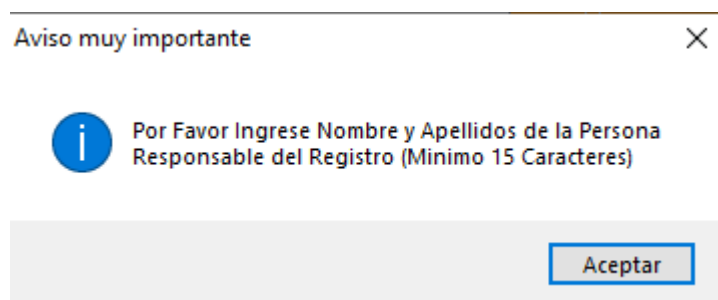 Aviso muy importante
Por Favor Ingrese Nombre y Apellidos de la Persona
Responsable del Registro (Minimo 15 Caracteres)
Aceptar